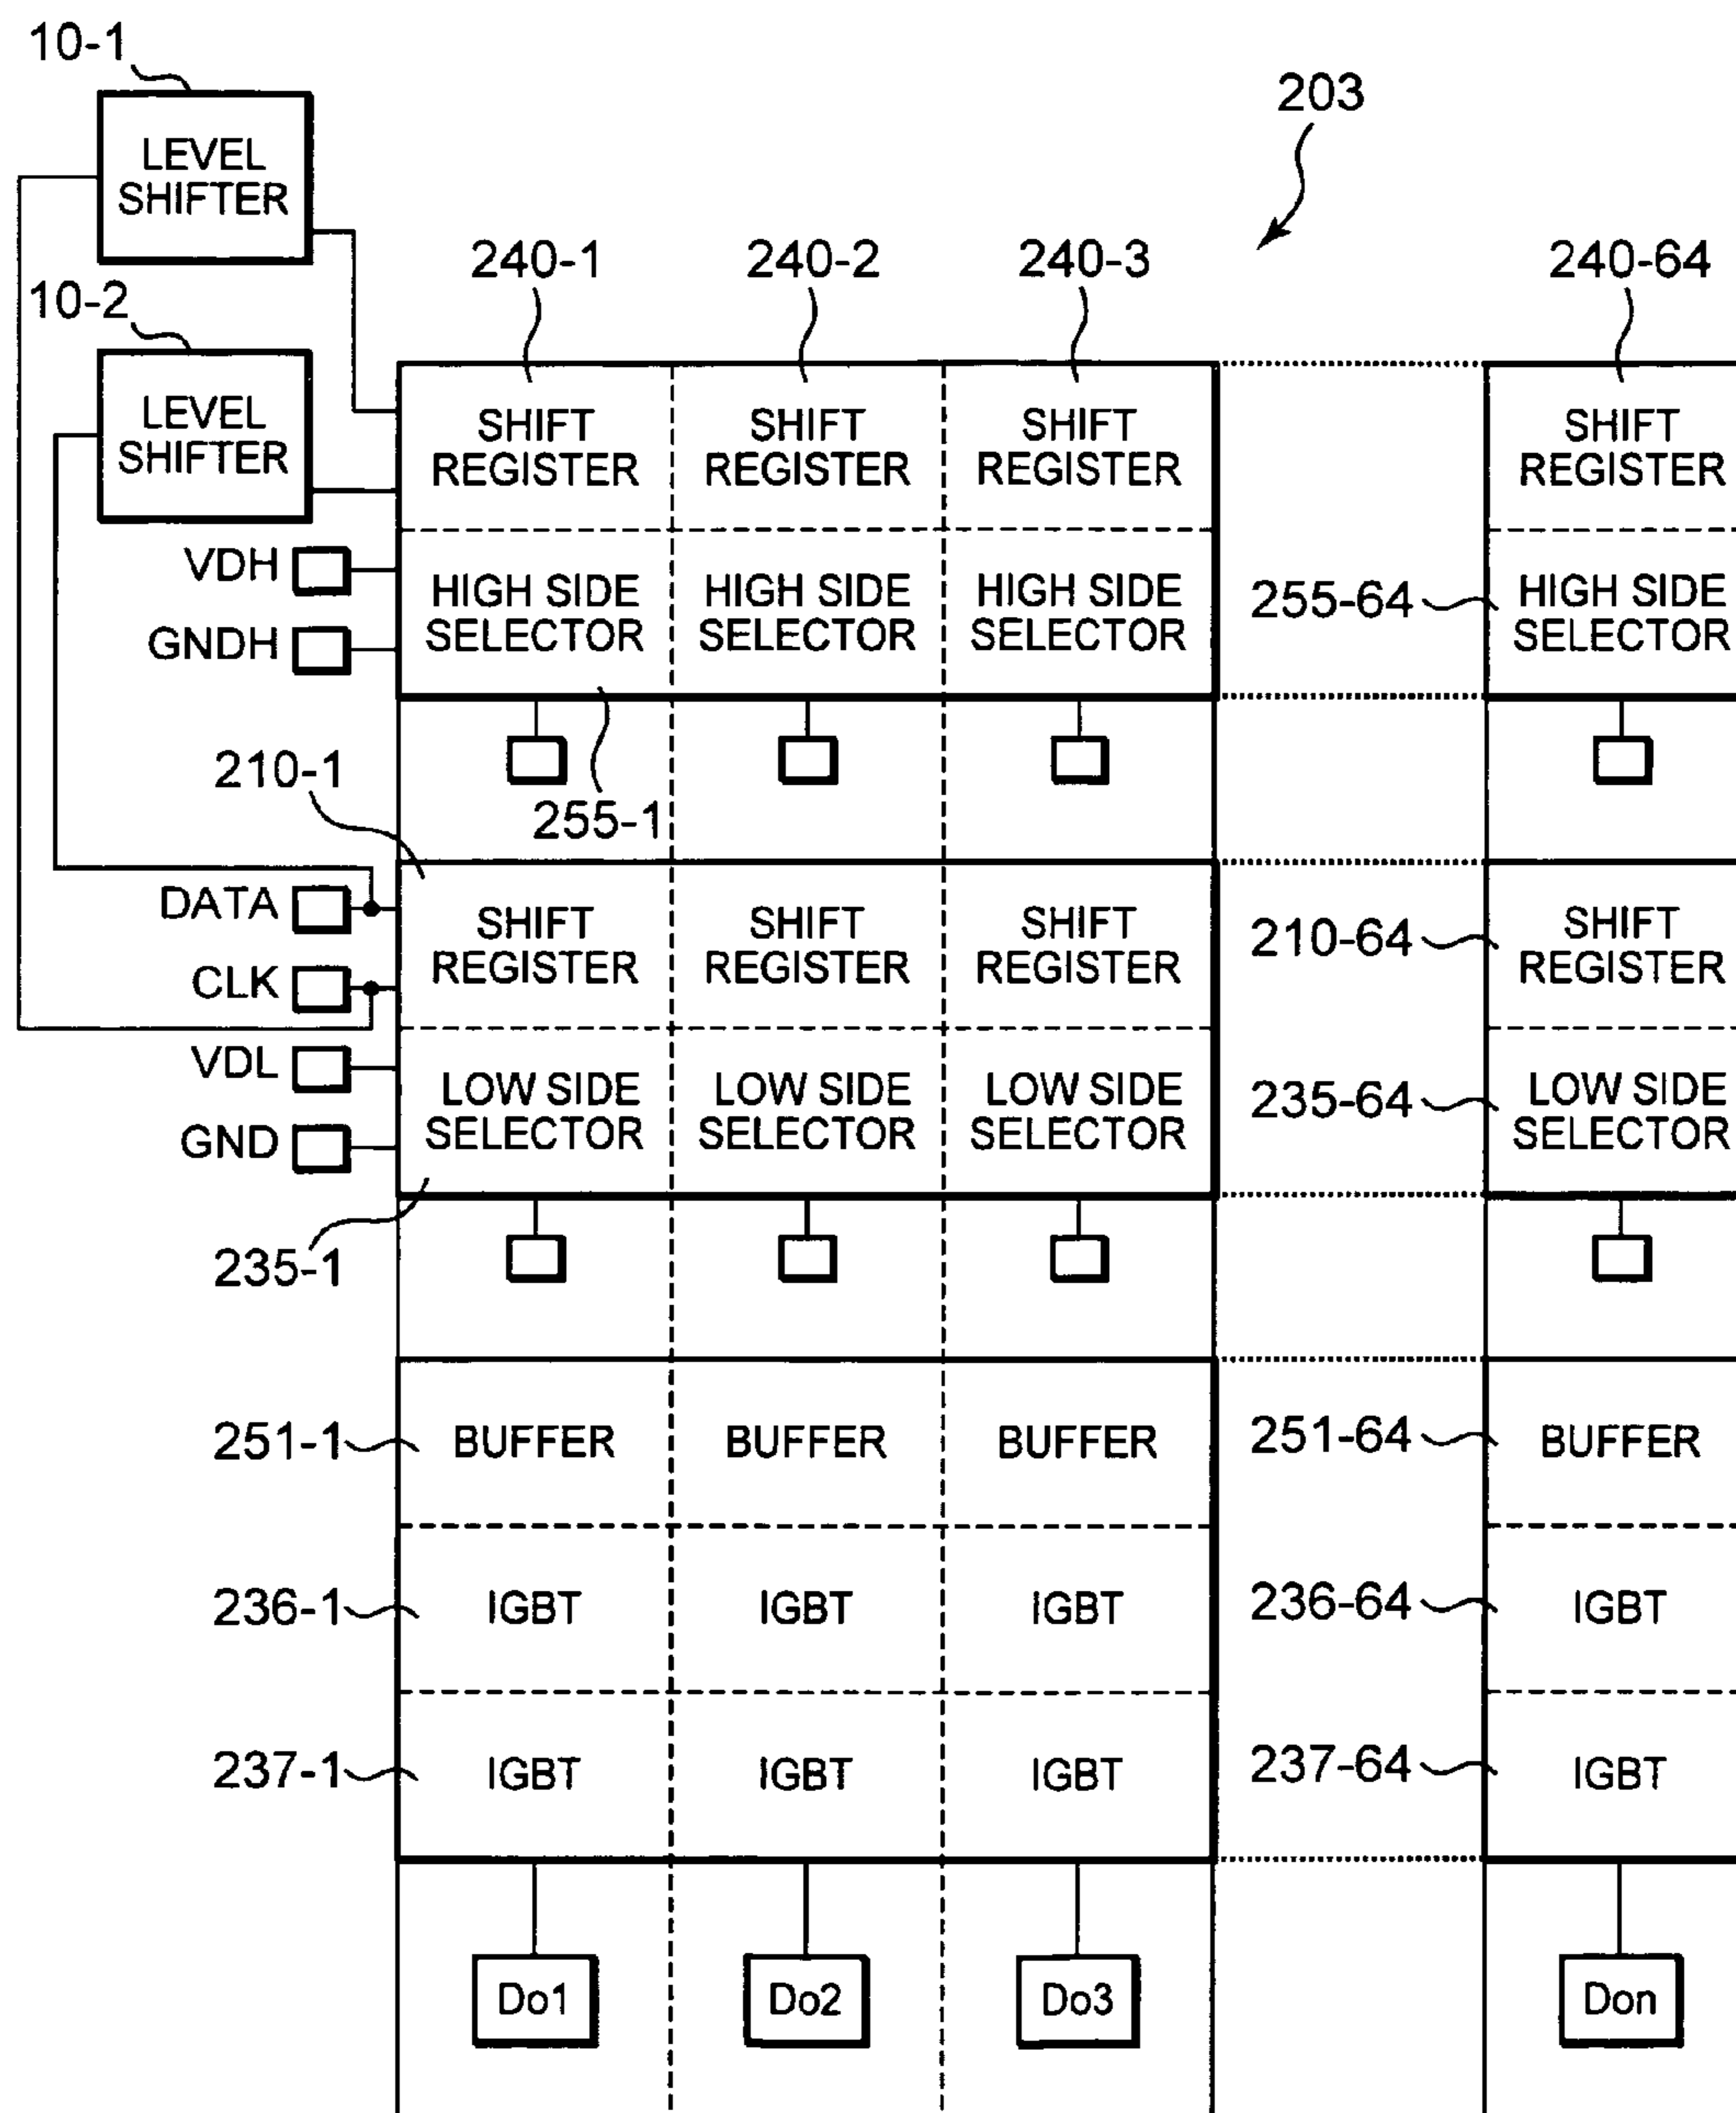 10-1
LEVEL
SHIFTER
203
240-1
240-2
240-3
240-64
10-2
LEVEL
SHIFTER
SHIFT
REGISTER
SHIFT
REGISTER
SHIFT
REGISTER
SHIFT
REGISTER
VDH
GNDH
HIGH SIDE
SELECTOR
HIGH SIDE
SELECTOR
HIGH SIDE
SELECTOR
255-64
HIGH SIDE
SELECTOR
210-1
255-1
DATA
CLK
SHIFT
REGISTER
SHIFT
REGISTER
SHIFT
REGISTER
210-64
SHIFT
REGISTER
VDL
GND
LOW SIDE
SELECTOR
LOW SIDE
SELECTOR
LOW SIDE
SELECTOR
235-64
LOW SIDE
SELECTOR
235-1
251-1
BUFFER
BUFFER
BUFFER
251-64
BUFFER
236-1
IGBT
IGBT
IGBT
236-64
IGBT
237-1
IGBT
IGBT
IGBT
237-64
IGBT
Do1
Do2
Do3
Don